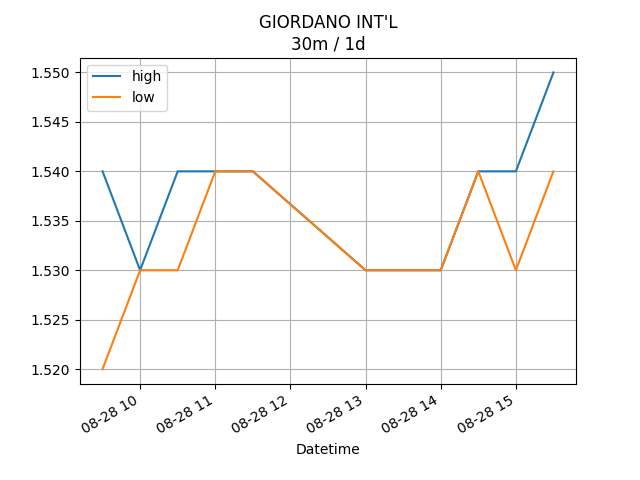 GIORDANO INT'L
30m / 1d
high
low
1.550
1.545
1.540
1.535
1.530
1.525
1.520
08-28 10
08-28 11
08-28 12
08-28 13
08-28 14
08-28 15
Datetime